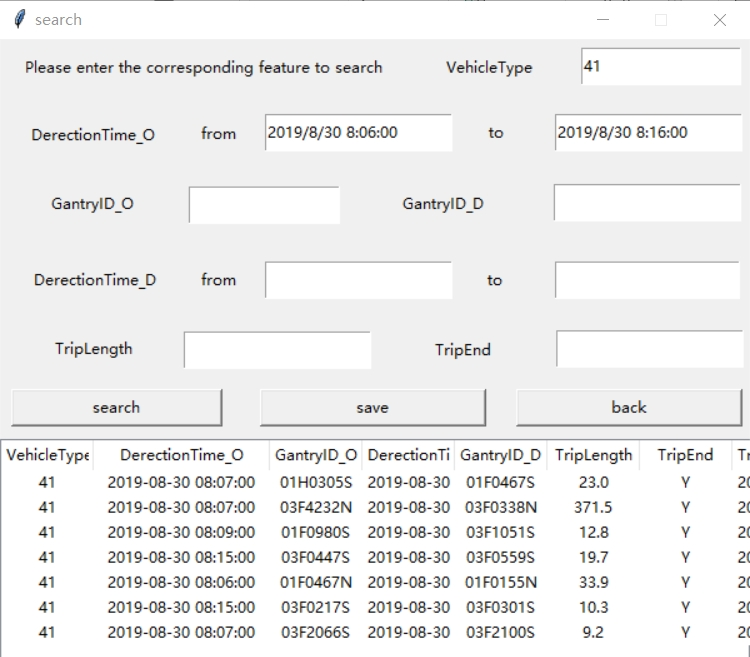 search
Please enter the corresponding feature to search VehicleType 41
DerectionTime_O from 2019/8/30 8:06:00 to 2019/8/30 8:16:00
GantryID_O GantryID_D
DerectionTime_D from to
TripLength TripEnd
search save back
VehicleType DerectionTime_O GantryID_O DerectionTi GantryID_D TripLength TripEnd Tr
41 2019-08-30 08:07:00 01H0305S 2019-08-30 01F0467S 23.0 Y 20
41 2019-08-30 08:07:00 03F4232N 2019-08-30 03F0338N 371.5 Y 20
41 2019-08-30 08:09:00 01F0980S 2019-08-30 03F1051S 12.8 Y 20
41 2019-08-30 08:15:00 03F0447S 2019-08-30 03F0559S 19.7 Y 20
41 2019-08-30 08:06:00 01F0467N 2019-08-30 01F0155N 33.9 Y 20
41 2019-08-30 08:15:00 03F0217S 2019-08-30 03F0301S 10.3 Y 20
41 2019-08-30 08:07:00 03F2066S 2019-08-30 03F2100S 9.2 Y 20